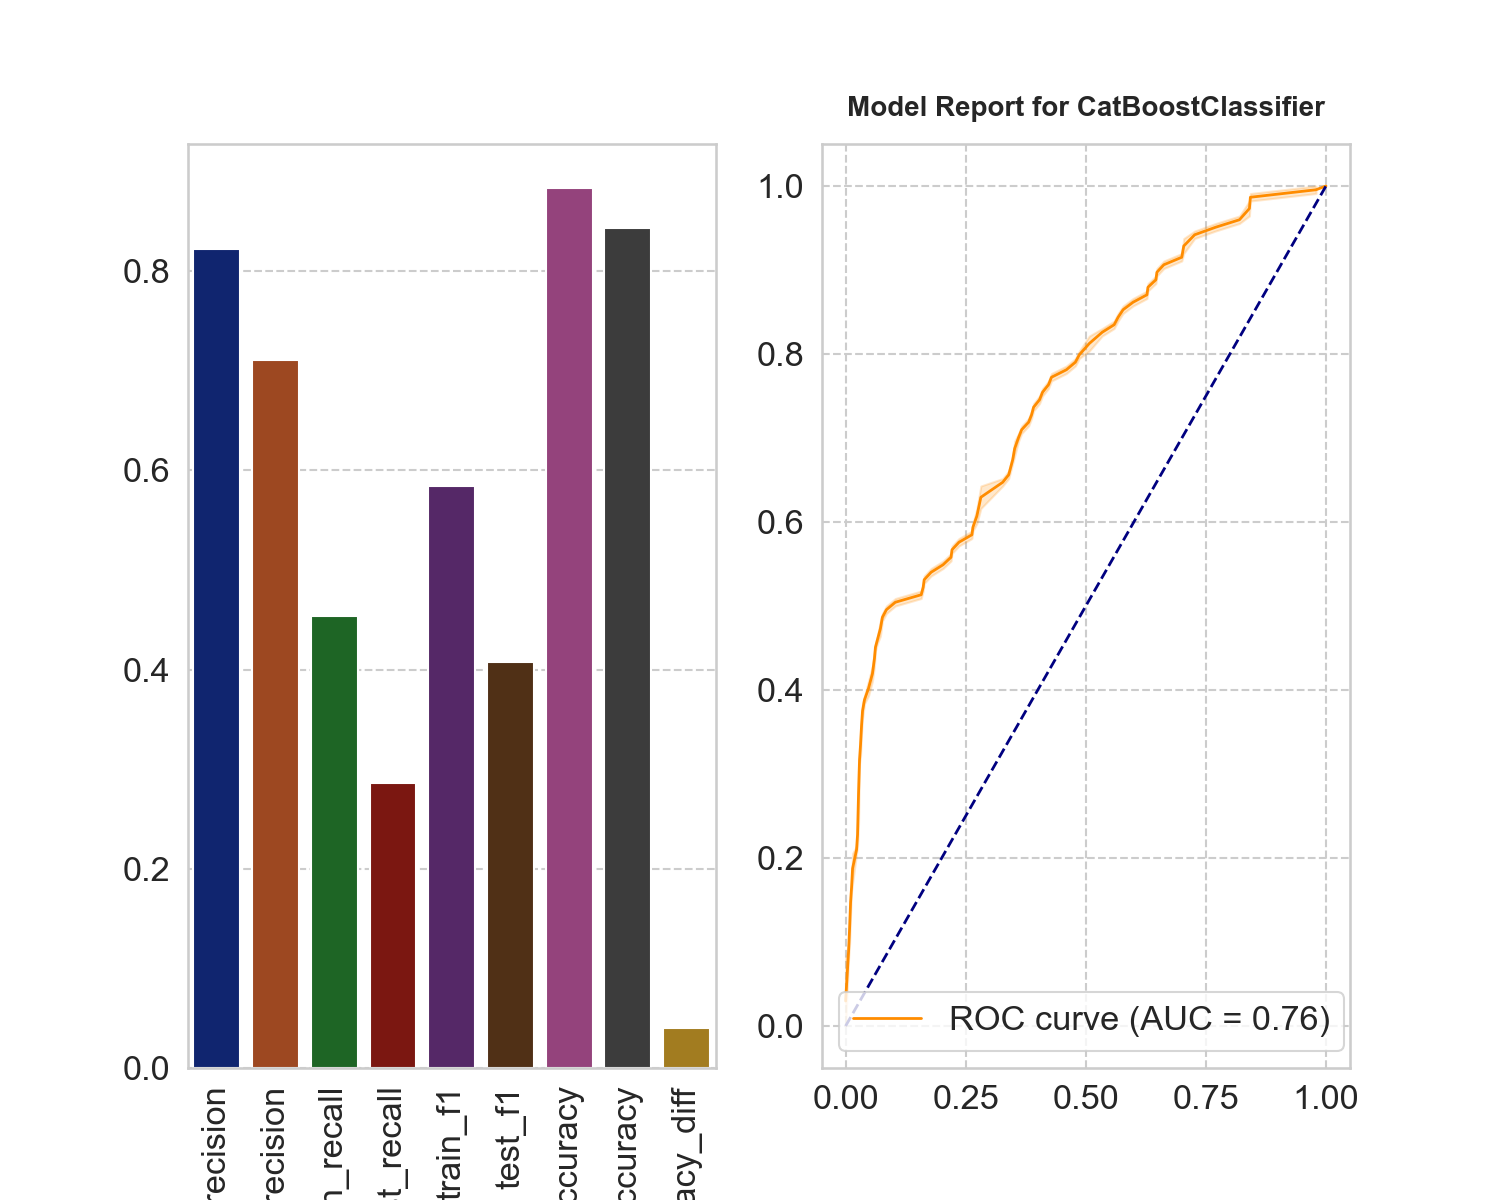 Model Report for CatBoostClassifier
0.8
0.6
0.4
0.2
0.0
recision
recision
n_recall
t_recall
train_f1
test_f1
ccuracy
ccuracy
acy_diff
1.0
0.8
0.6
0.4
0.2
0.0
ROC curve (AUC = 0.76)
0.00 0.25 0.50 0.75 1.00